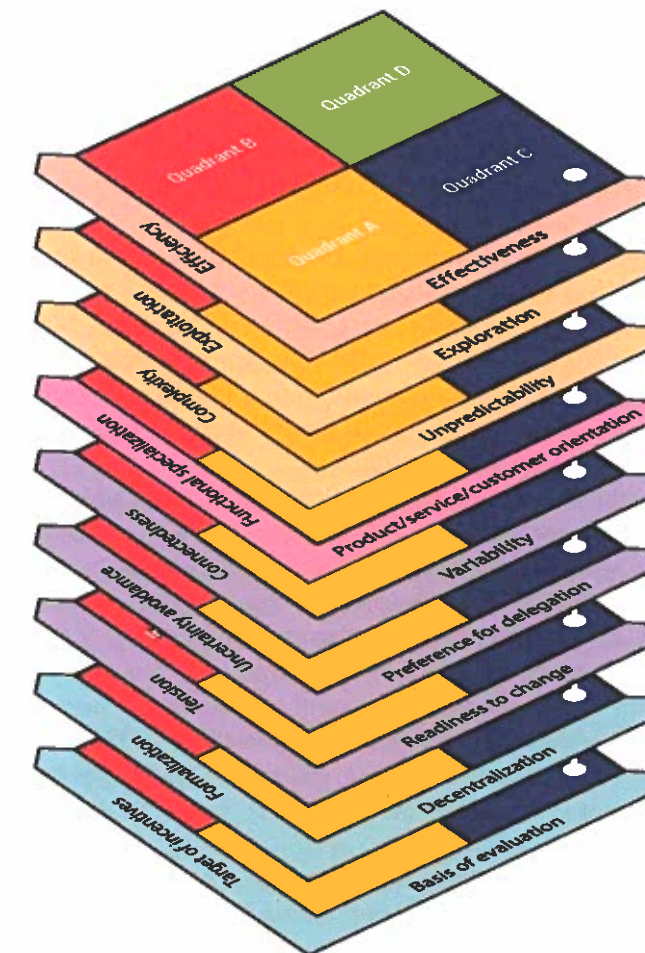 Quadrant D
Quadrant B
Quadrant C
Quadrant A
Efficiency
Effectiveness
Exploitation
Exploration
Complexity
Unpredictability
Functional specialization
Product/service/customer orientation
Connectedness
Variability
Uncertainty avoidance
Preference for delegation
Tension
Readiness to change
Formalization
Decentralization
Target of incentives
Basis of evaluation